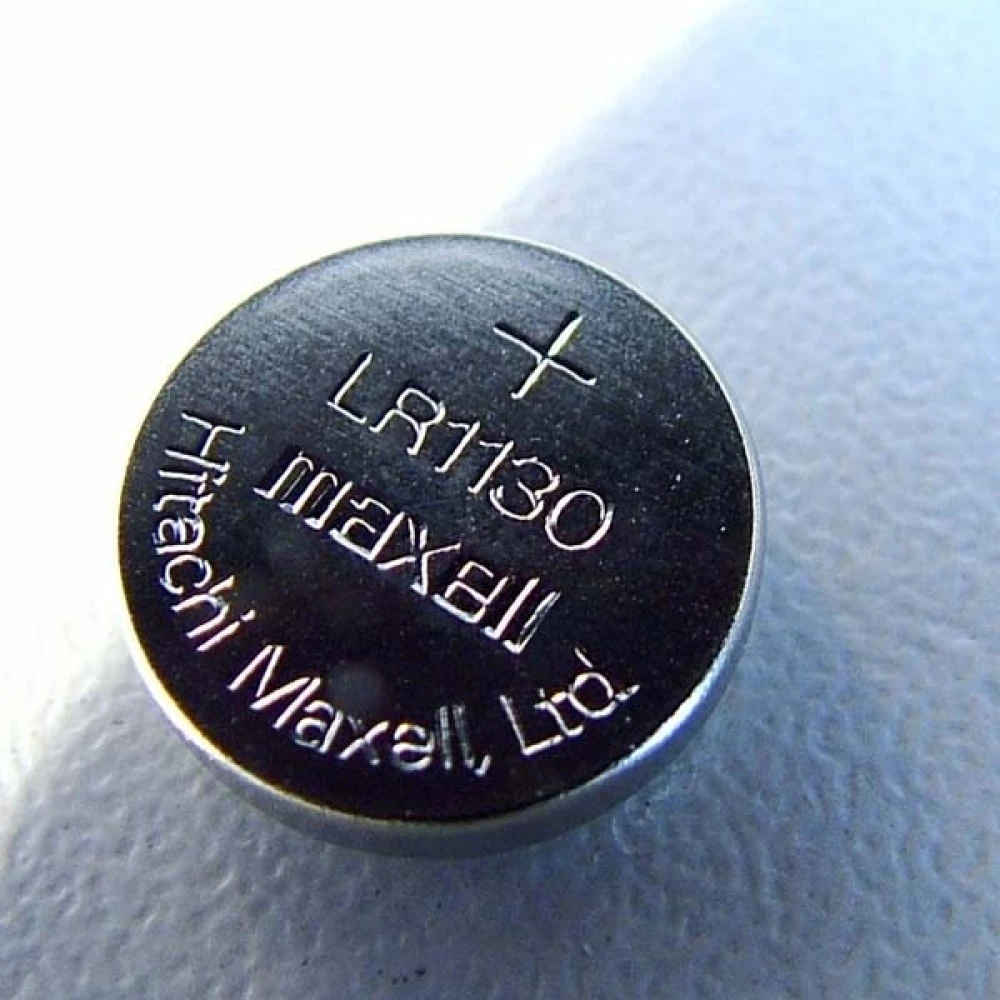 +
LR1130
maxell
Hitachi Maxell, Ltd.